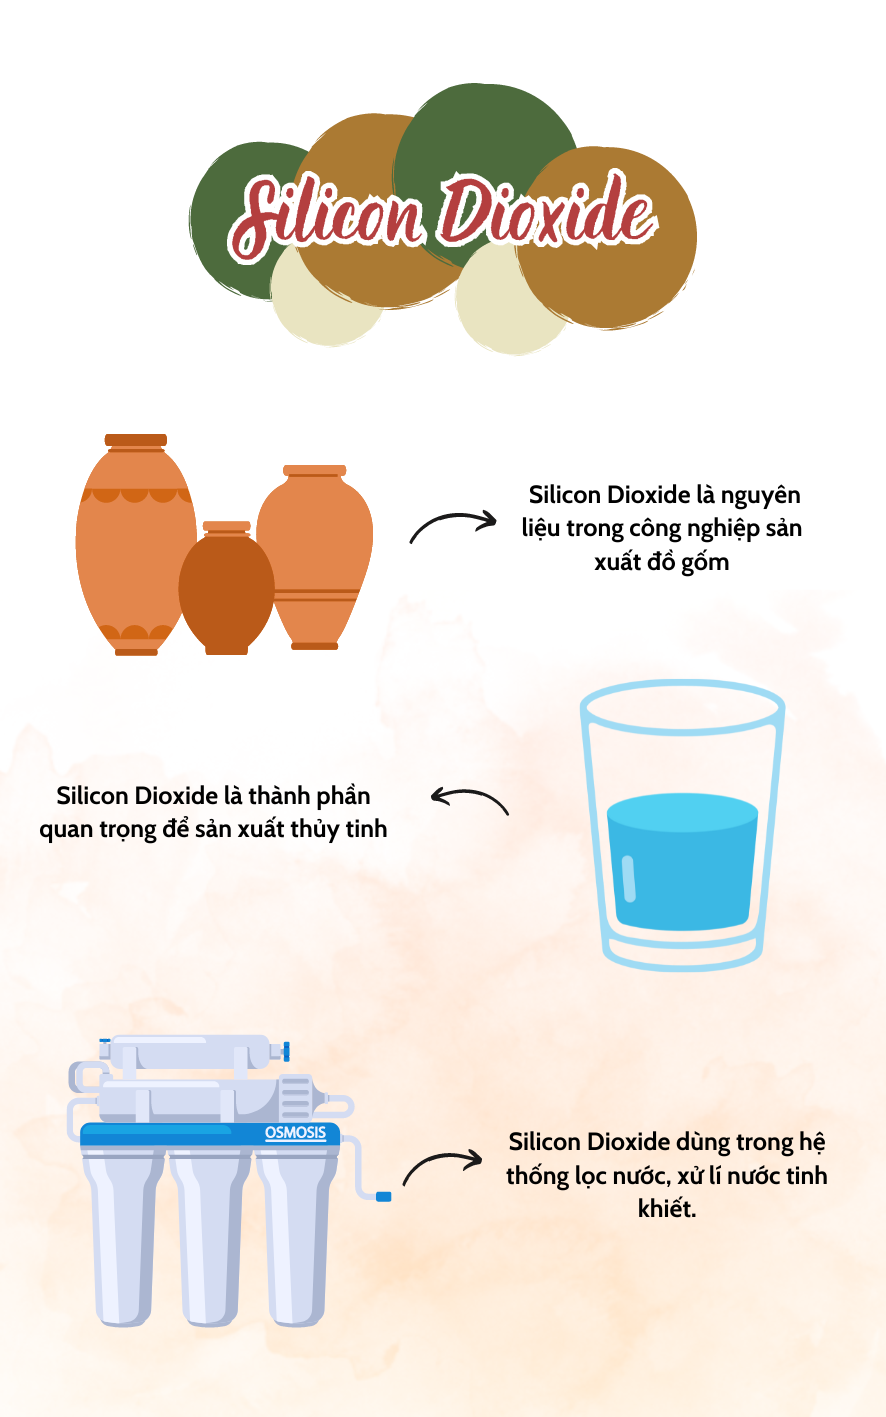 Silicon Dioxide
Silicon Dioxide là nguyên
liệu trong công nghiệp sản
xuất đồ gốm
Silicon Dioxide là thành phần
quan trọng để sản xuất thủy tinh
OSMOSIS
Silicon Dioxide dùng trong hệ
thống lọc nước, xử lí nước tinh
khiết.